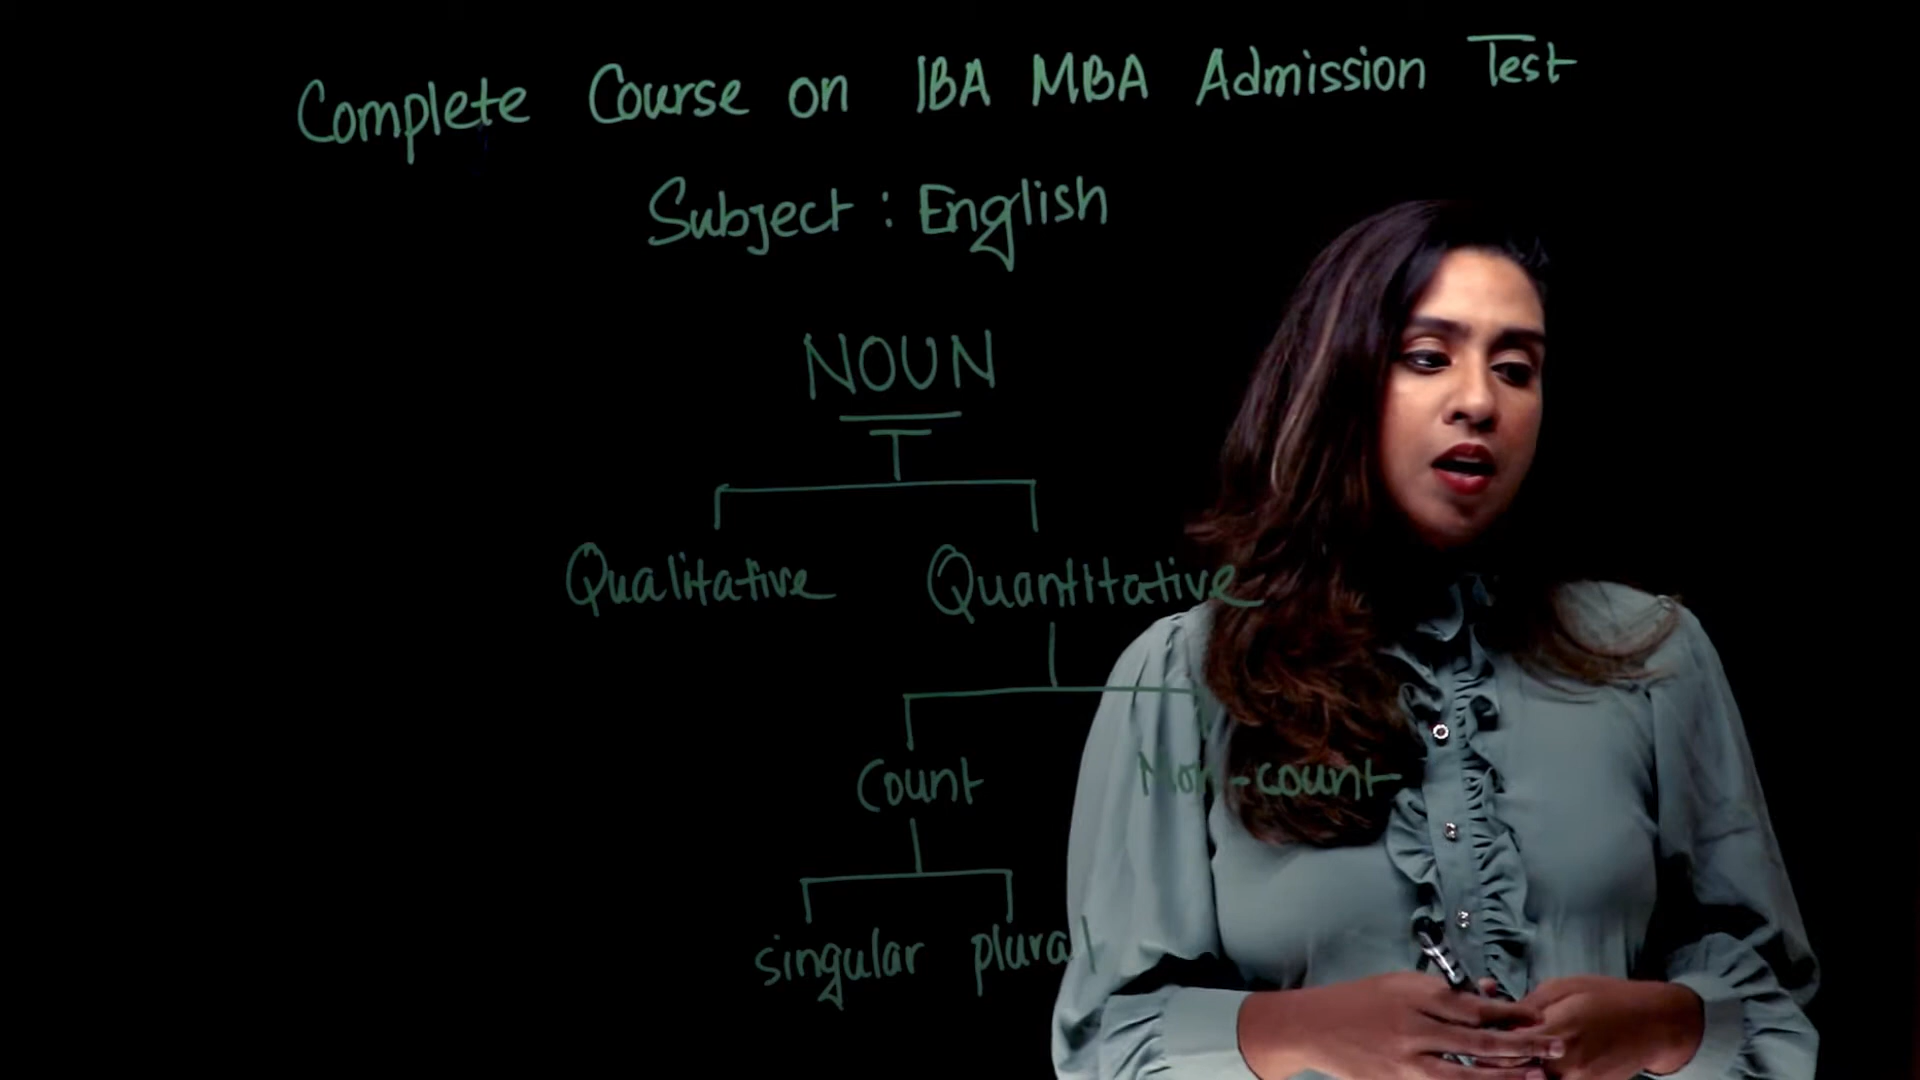 Complete Course on IBA MBA Admission Test
Subject : English
NOUN
Qualitative Quantitative
Count Non-count
singular plural